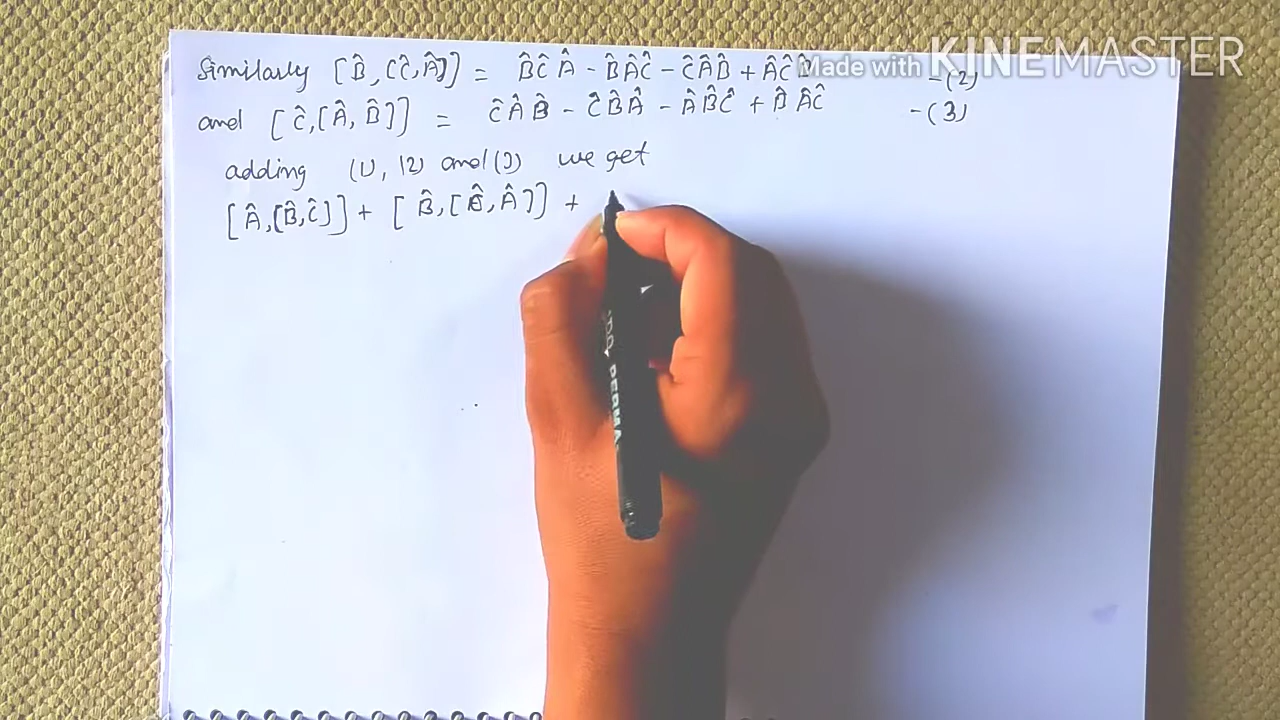 Similarly [B̂, [Ĉ, Â]] = B̂ĈÂ - B̂ÂĈ - ĈÂB̂ + ÂĈB̂ -(2)
Made with KINEMASTER
and [Ĉ, [Â, B̂]] = ĈÂB̂ - ĈB̂Â - ÂB̂Ĉ + B̂ÂĈ -(3)
adding (1), (2) and (3) we get
[Â, [B̂, Ĉ]] + [B̂, [Ĉ, Â]] +